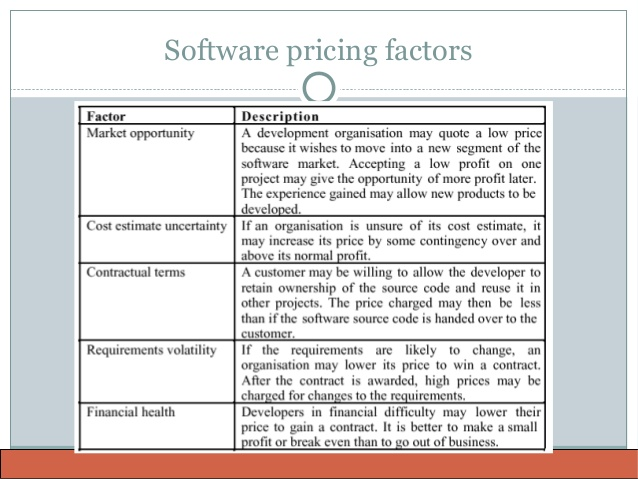 Software pricing factors
Factor Description
Market opportunity A development organisation may quote a low price
because it wishes to move into a new segment of the
software market. Accepting a low profit on one
project may give the opportunity of more profit later.
The experience gained may allow new products to be
developed.
Cost estimate uncertainty If an organisation is unsure of its cost estimate, it
may increase its price by some contingency over and
above its normal profit.
Contractual terms A customer may be willing to allow the developer to
retain ownership of the source code and reuse it in
other projects. The price charged may then be less
than if the software source code is handed over to the
customer.
Requirements volatility If the requirements are likely to change, an
organisation may lower its price to win a contract.
After the contract is awarded, high prices may be
charged for changes to the requirements.
Financial health Developers in financial difficulty may lower their
price to gain a contract. It is better to make a small
profit or break even than to go out of business.